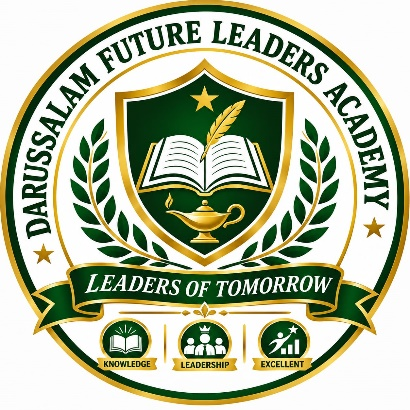 DARUSSALAM FUTURE LEADERS ACADEMY
LEADERS OF TOMORROW
KNOWLEDGE
LEADERSHIP
EXCELLENT